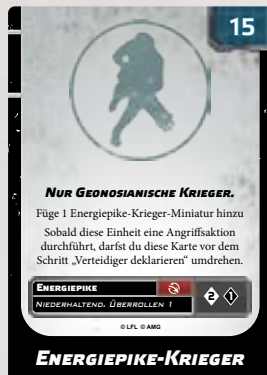 15
Nur Geonosianische Krieger.
Füge 1 Energiepike-Krieger-Miniatur hinzu
Sobald diese Einheit eine Angriffsaktion
durchführt, darfst du diese Karte vor dem
Schritt „Verteidiger deklarieren“ umdrehen.
Energiepike
Niederhaltend, Überrollen 1
2 1
© LFL © AMG
Energiepike-Krieger